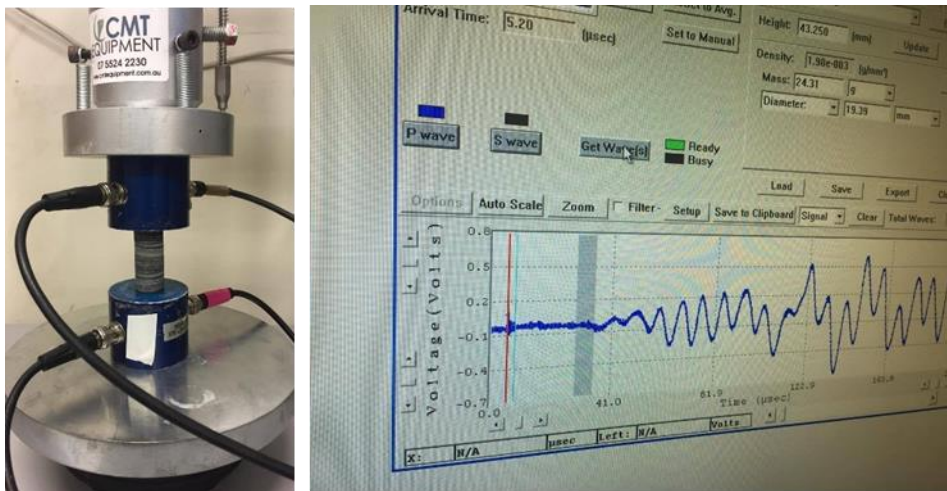 CMT
EQUIPMENT
07 5524 2230
www.cmtequipment.com.au
Arrival Time: 5.20 [µsec]
Set to Manual
Height: 43.250 [mm] Update
Density: 1.90e-003 [g/mm³]
Mass: 24.31 g
Diameter: 19.39 mm
P wave
S wave
Get Wave(s)
Ready
Busy
Load Save Export
Options Auto Scale Zoom Filter- Setup Save to Clipboard Signal Clear Total Waves:
Voltage(Volts)
0.8
0.5
0.2
-0.1
-0.4
-0.7
0.0 41.0 81.9 122.9
Time (µsec)
X: N/A µsec Left: N/A Volts